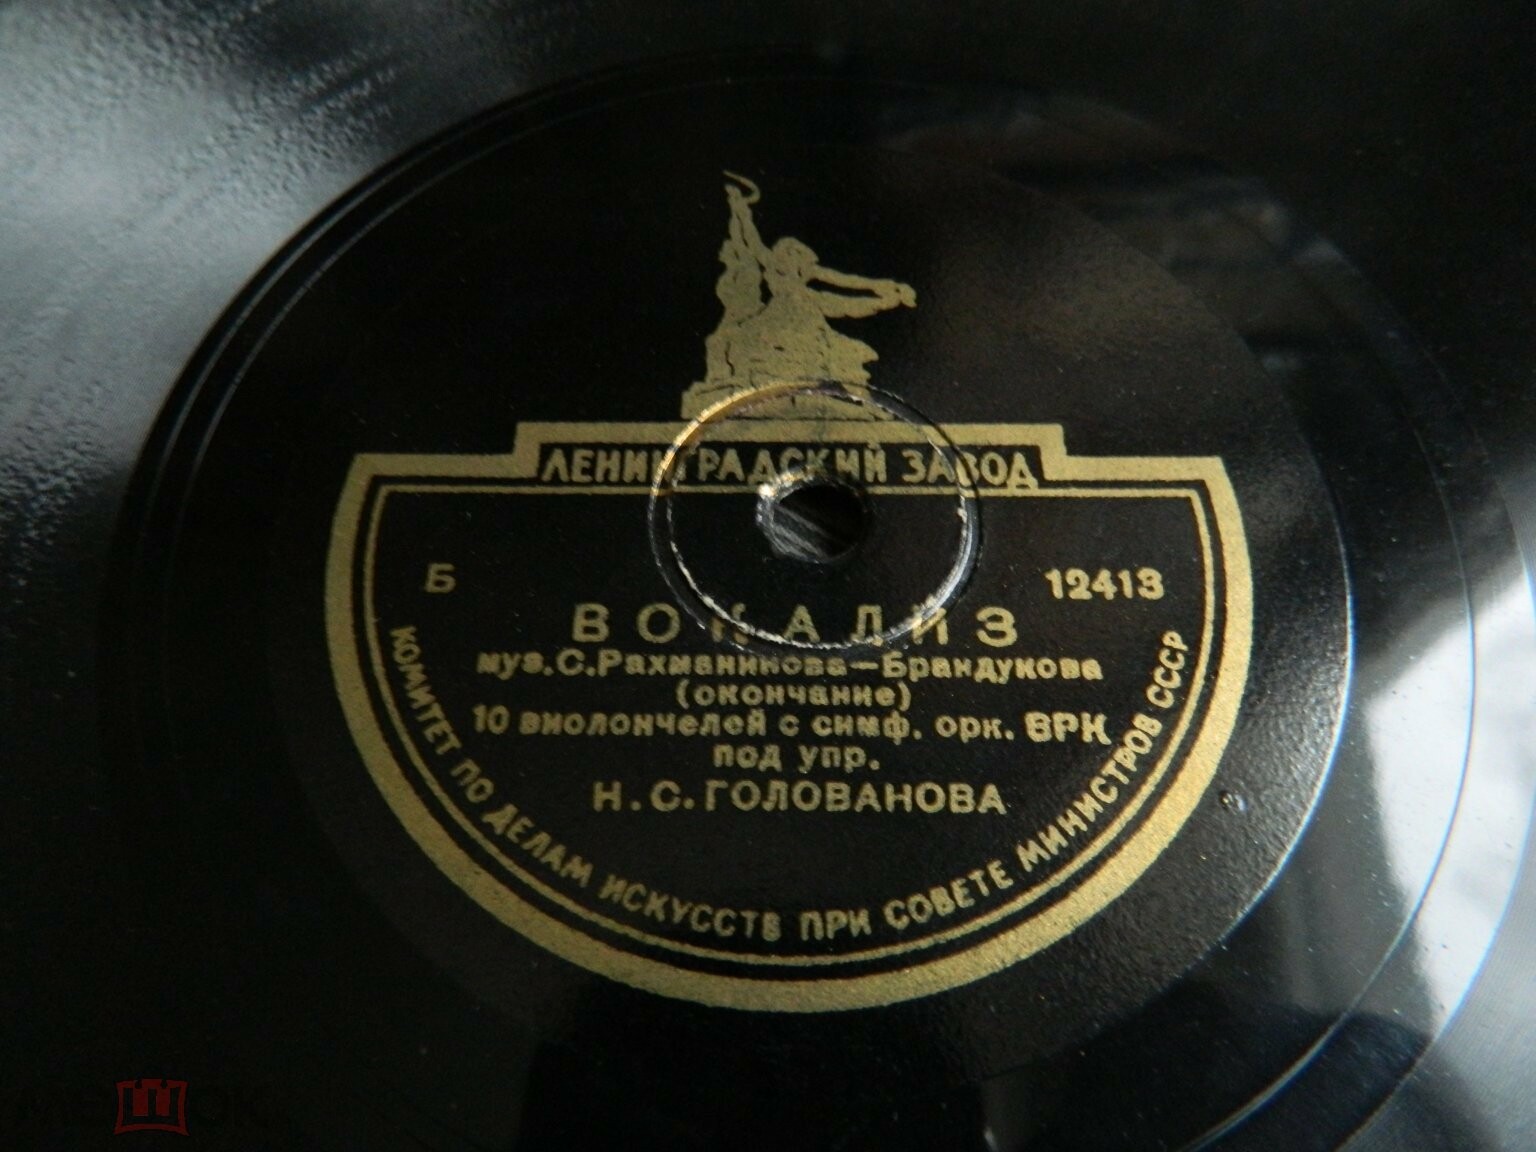 ЛЕНИНГРАДСКИЙ ЗАВОД
Б 12413
ВОКАЛИЗ
муз. С. Рахманинова–Брандукова
(окончание)
10 виолончелей с симф. орк. ВРК
под упр.
Н. С. ГОЛОВАНОВА
КОМИТЕТ ПО ДЕЛАМ ИСКУССТВ ПРИ СОВЕТЕ МИНИСТРОВ СССР